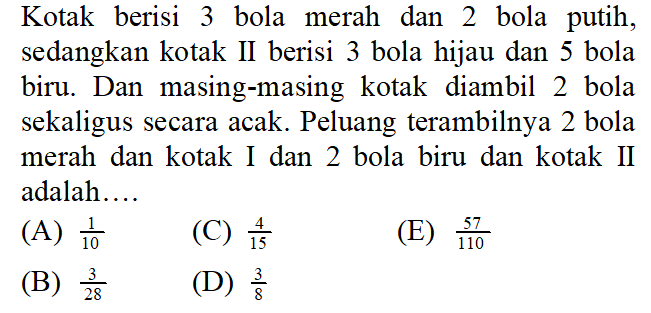 Kotak berisi 3 bola merah dan 2 bola putih,
sedangkan kotak II berisi 3 bola hijau dan 5 bola
biru. Dan masing-masing kotak diambil 2 bola
sekaligus secara acak. Peluang terambilnya 2 bola
merah dan kotak I dan 2 bola biru dan kotak II
adalah....
(A) 1/10 (C) 4/15 (E) 57/110
(B) 3/28 (D) 3/8